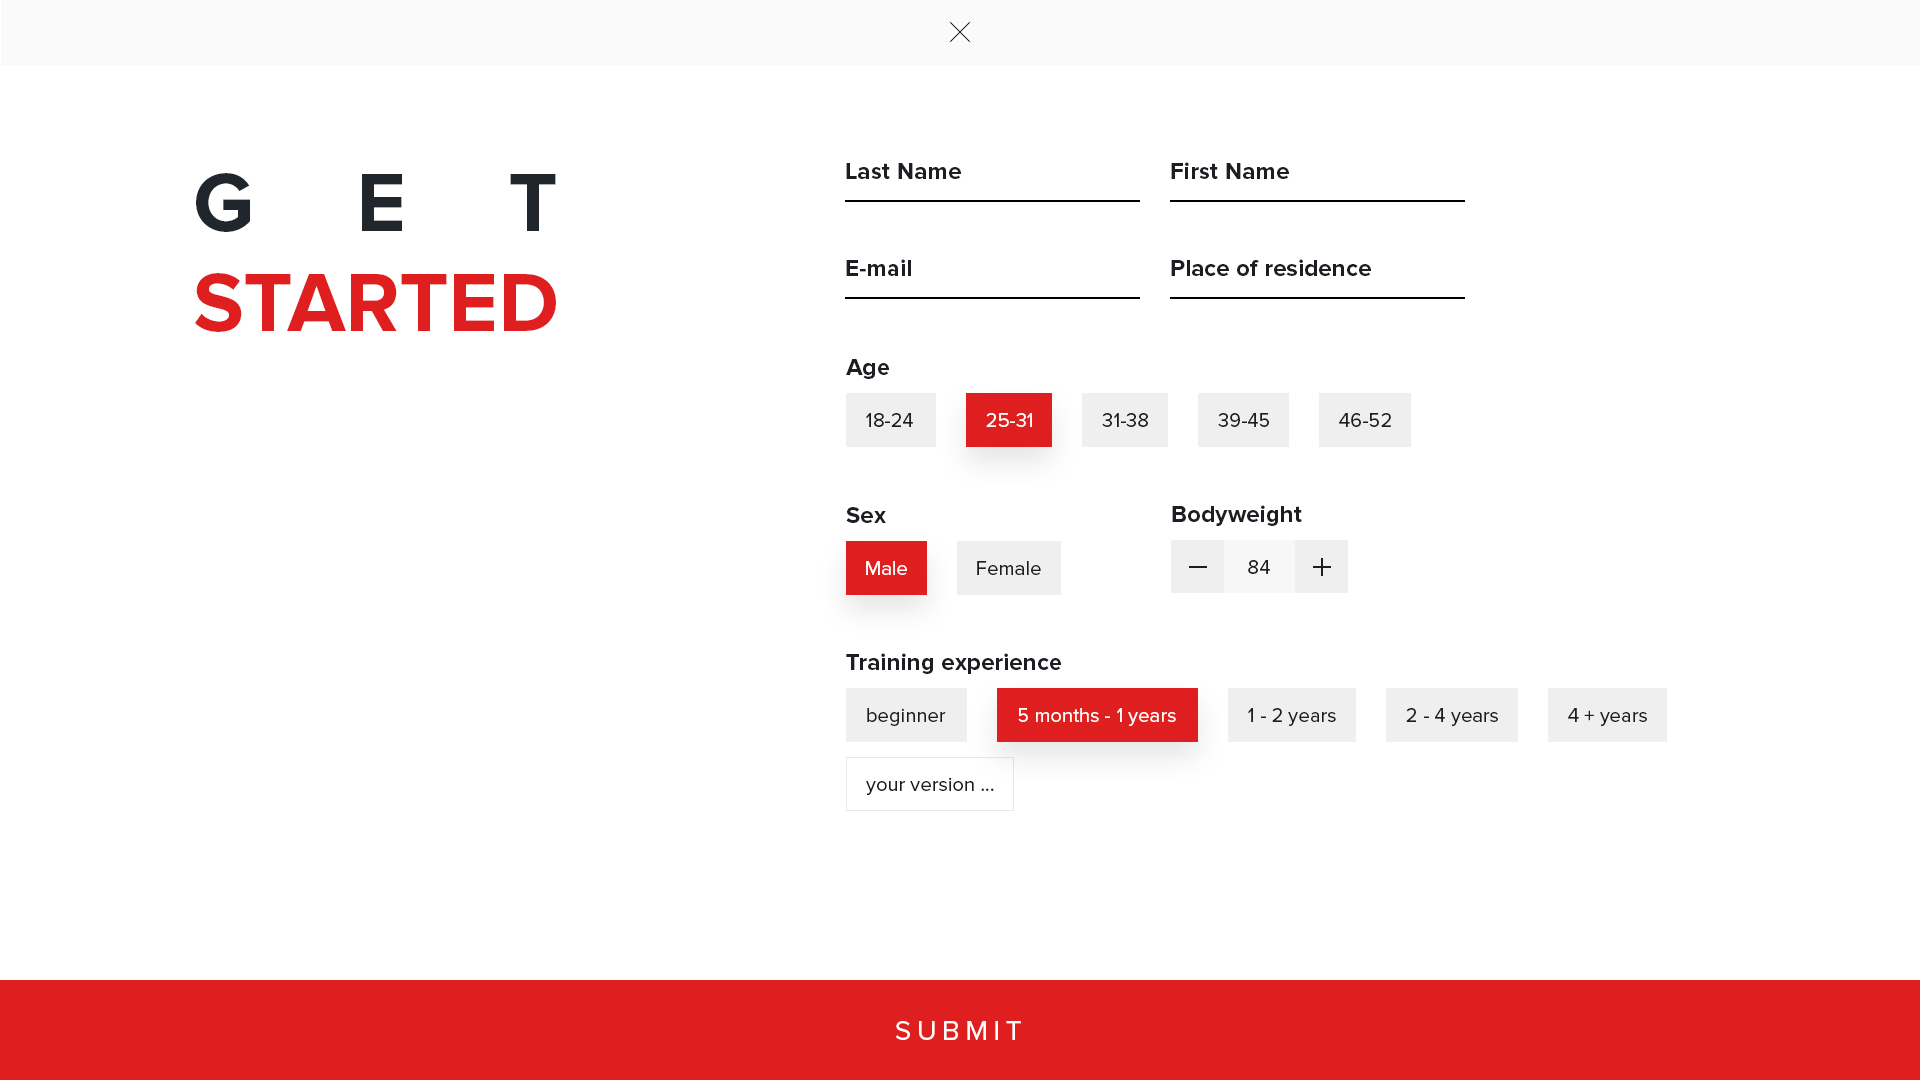 G E T
STARTED
Last Name
First Name
E-mail
Place of residence
Age
18-24
25-31
31-38
39-45
46-52
Sex
Male
Female
Bodyweight
84
Training experience
beginner
5 months - 1 years
1 - 2 years
2 - 4 years
4 + years
your version ...
SUBMIT